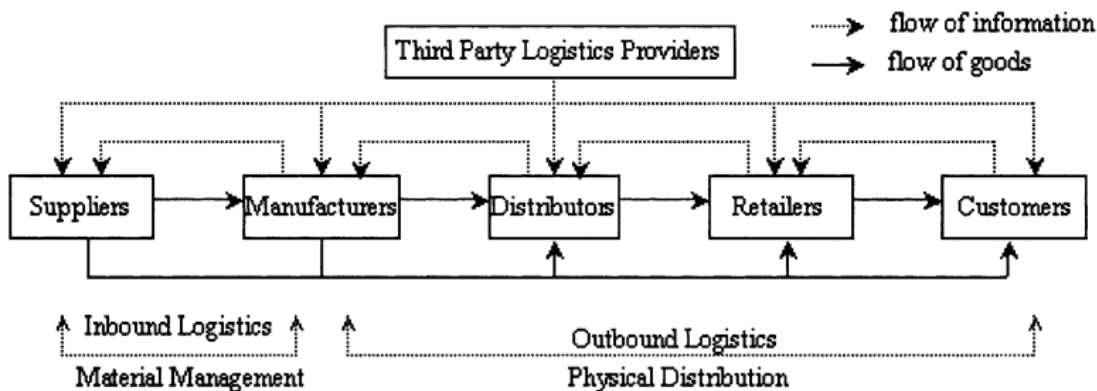 flow of information
Third Party Logistics Providers
flow of goods
Suppliers
Manufacturers
Distributors
Retailers
Customers
Inbound Logistics
Outbound Logistics
Material Management
Physical Distribution